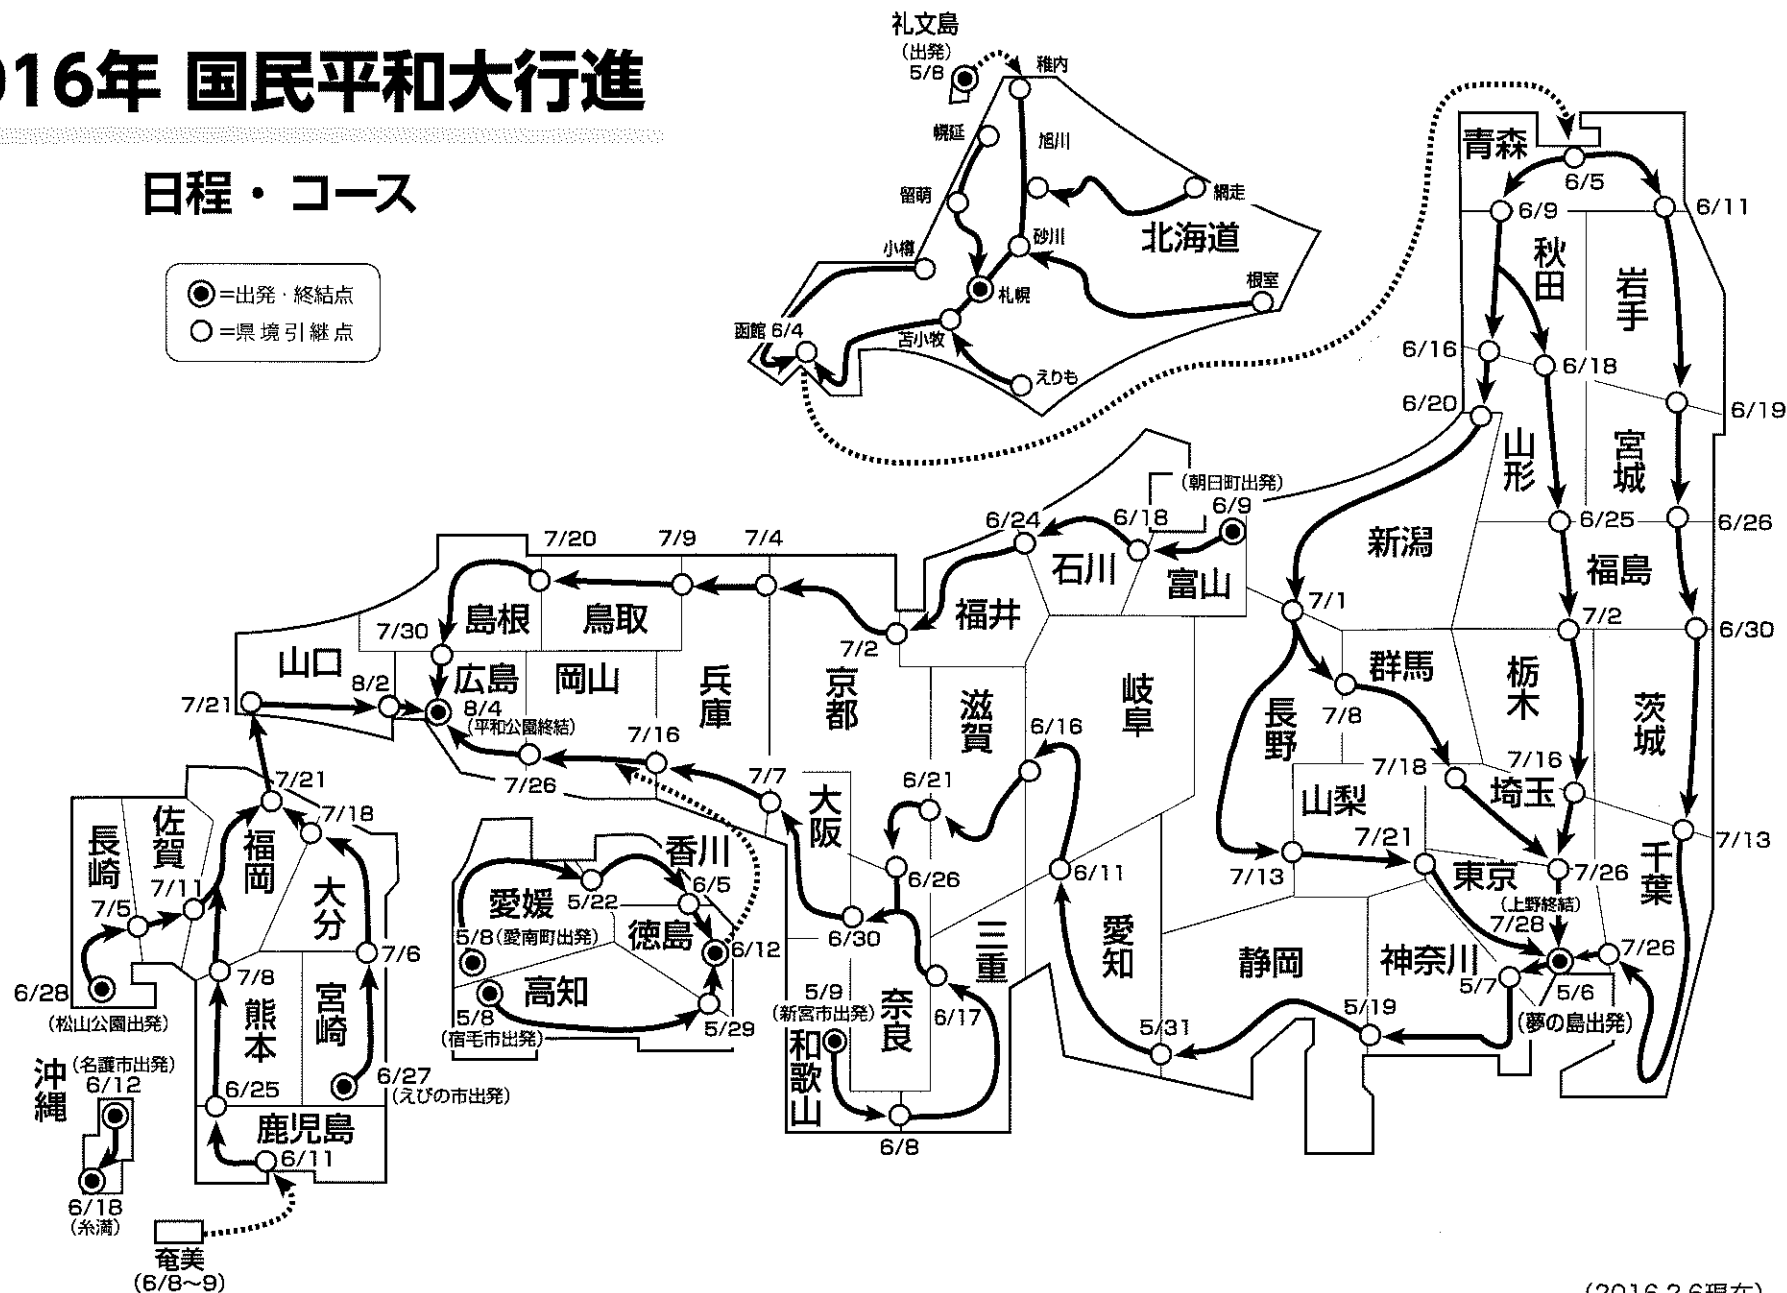 016年 国民平和大行進
日程・コース
◉=出発・終結点
○=県境引継点
礼文島
(出発)
5/8
稚内
幌延
旭川
留萌
網走
小樽
砂川
北海道
札幌
根室
函館 6/4
苫小牧
えりも
青森
6/5
6/9
6/11
秋田
岩手
6/16
6/18
6/20
6/19
山形
宮城
6/25
6/26
新潟
福島
7/1
7/2
6/30
(朝日町出発)
6/9
6/18
6/24
石川
富山
福井
7/2
7/20
7/9
7/4
島根
鳥取
7/30
山口
8/2
広島
岡山
兵庫
京都
滋賀
岐阜
7/21
8/4
(平和公園終結)
7/26
7/16
7/7
大阪
6/21
6/16
6/26
6/30
6/11
群馬
栃木
茨城
7/8
長野
7/18
7/16
埼玉
山梨
7/13
7/21
7/13
千葉
東京
7/26
(上野終結)
7/28
7/26
神奈川
5/7
5/6
(夢の島出発)
静岡
5/19
愛知
5/31
三重
6/17
奈良
5/9
(新宮市出発)
和歌山
6/8
香川
6/5
愛媛
5/22
5/8(愛南町出発)
徳島
6/12
高知
5/8
(宿毛市出発)
5/29
7/21
7/18
佐賀
長崎
福岡
7/11
7/5
大分
6/28
(松山公園出発)
7/8
7/6
熊本
宮崎
6/27
(えびの市出発)
6/25
鹿児島
6/11
沖縄
(名護市出発)
6/12
6/18
(糸満)
奄美
(6/8〜9)
(2016.2.6現在)